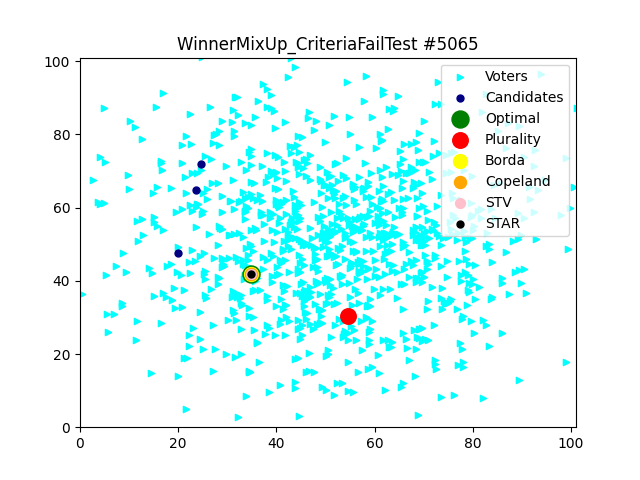 WinnerMixUp_CriteriaFailTest #5065
100
80
60
40
20
0
0 20 40 60 80 100
Voters
Candidates
Optimal
Plurality
Borda
Copeland
STV
STAR